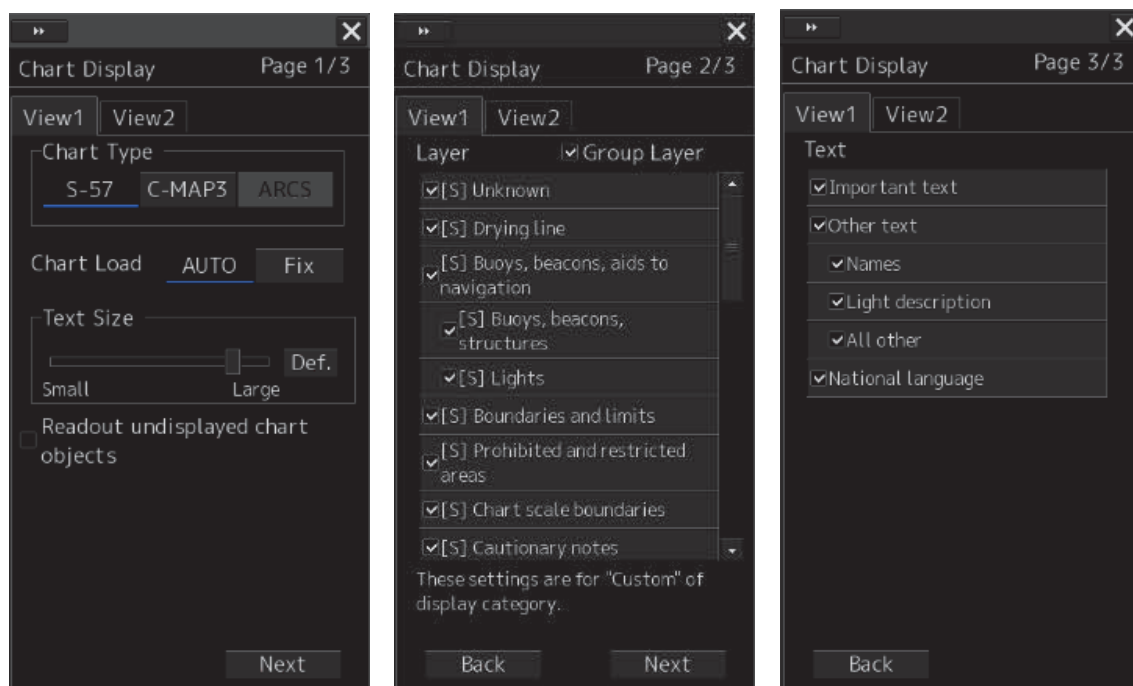 Chart Display Page 1/3
View1 View2
Chart Type
S-57 C-MAP3 ARCS
Chart Load AUTO Fix
Text Size
Def.
Small Large
Readout undisplayed chart
objects
Next
Chart Display Page 2/3
View1 View2
Layer Group Layer
[S] Unknown
[S] Drying line
[S] Buoys, beacons, aids to
navigation
[S] Buoys, beacons,
structures
[S] Lights
[S] Boundaries and limits
[S] Prohibited and restricted
areas
[S] Chart scale boundaries
[S] Cautionary notes
These settings are for "Custom" of
display category.
Back Next
Chart Display Page 3/3
View1 View2
Text
Important text
Other text
Names
Light description
All other
National language
Back